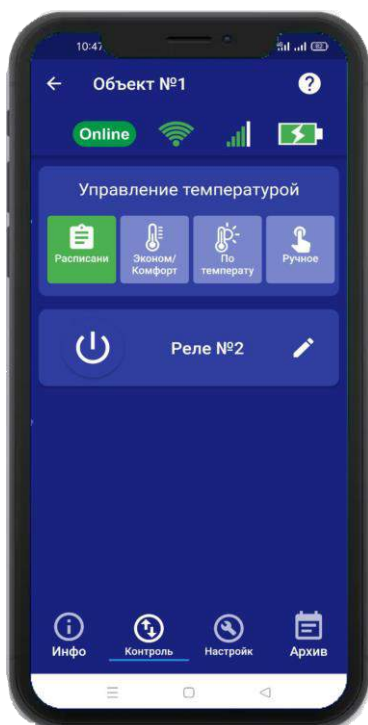 10:47
82
Объект №1
?
Online
Управление температурой
Расписани
Эконом/
Комфорт
По
температу
Ручное
Реле №2
Инфо
Контроль
Настройк
Архив